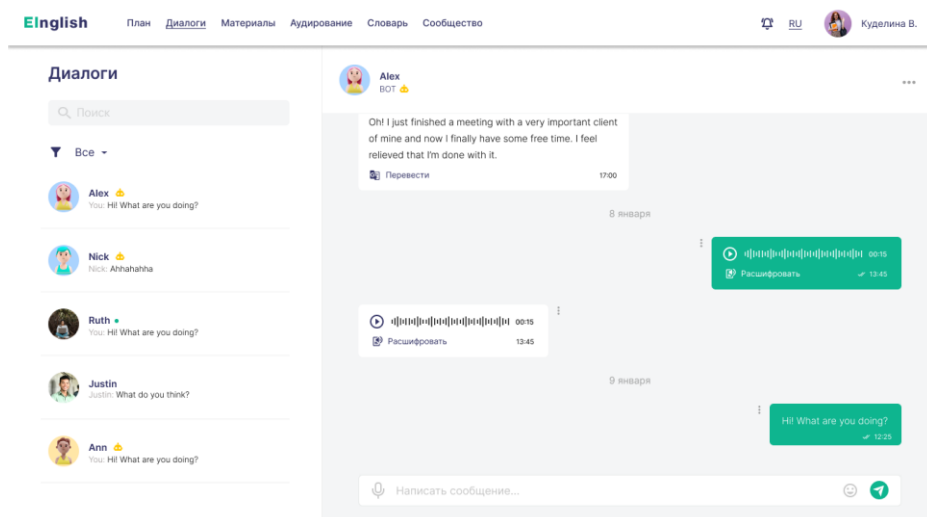 EInglish
План Диалоги Материалы Аудирование Словарь Сообщество
RU
Куделина В.
Диалоги
Поиск
Все
Alex
You: Hi! What are you doing?
Nick
Nick: Ahhahahha
Ruth
You: Hi! What are you doing?
Justin
Justin: What do you think?
Ann
You: Hi! What are you doing?
Alex
BOT
Oh! I just finished a meeting with a very important client
of mine and now I finally have some free time. I feel
relieved that I'm done with it.
Перевести 17:00
8 января
00:15
Расшифровать 13:45
00:15
Расшифровать 13:45
9 января
Hi! What are you doing?
12:25
Написать сообщение...